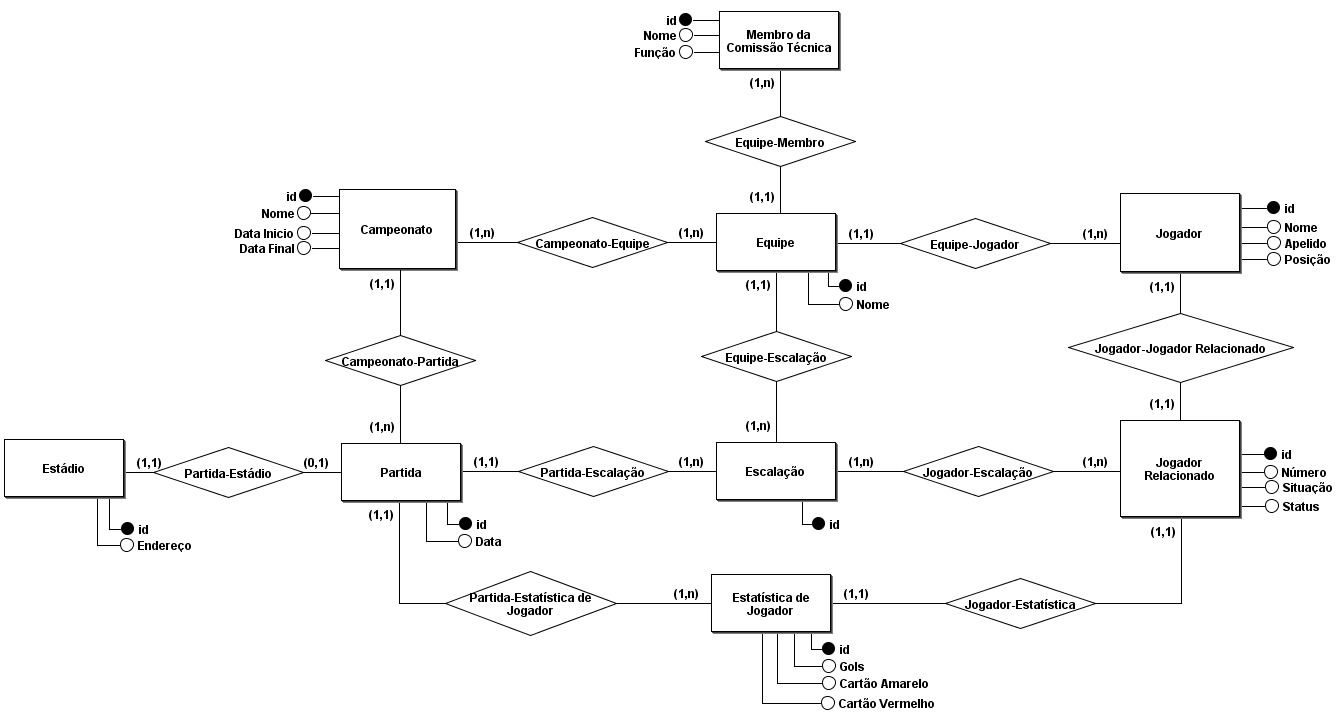 id
Nome
Função
Membro da
Comissão Técnica
(1,n)
Equipe-Membro
(1,1)
id
Nome
Data Inicio
Data Final
Campeonato
(1,n)
Campeonato-Equipe
(1,n)
Equipe
(1,1)
Equipe-Jogador
(1,n)
Jogador
id
Nome
Apelido
Posição
id
Nome
(1,1)
Campeonato-Partida
(1,n)
(1,1)
Equipe-Escalação
(1,n)
(1,1)
Jogador-Jogador Relacionado
(1,1)
Estádio
(1,1)
Partida-Estádio
(0,1)
Partida
(1,1)
Partida-Escalação
(1,n)
Escalação
(1,n)
Jogador-Escalação
(1,n)
Jogador
Relacionado
id
Número
Situação
Status
id
Endereço
id
Data
id
(1,1)
Partida-Estatística de
Jogador
(1,n)
Estatística de
Jogador
(1,1)
Jogador-Estatística
(1,1)
id
Gols
Cartão Amarelo
Cartão Vermelho